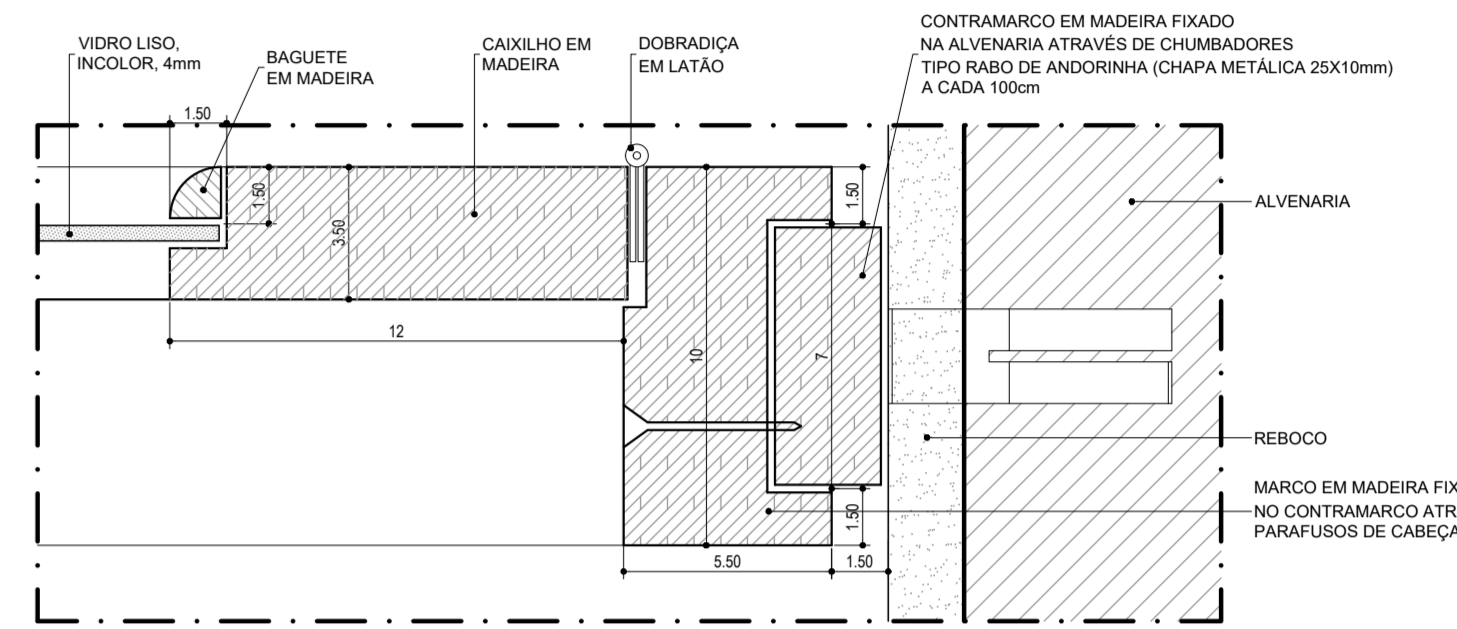 CONTRAMARCO EM MADEIRA FIXADO
NA ALVENARIA ATRAVÉS DE CHUMBADORES
TIPO RABO DE ANDORINHA (CHAPA METÁLICA 25X10mm)
A CADA 100cm
VIDRO LISO,
INCOLOR, 4mm
BAGUETE
EM MADEIRA
CAIXILHO EM
MADEIRA
DOBRADIÇA
EM LATÃO
1.50
1.50
3.50
12
10
7
1.50
1.50
5.50
1.50
ALVENARIA
REBOCO
MARCO EM MADEIRA FIX
NO CONTRAMARCO ATR
PARAFUSOS DE CABEÇA